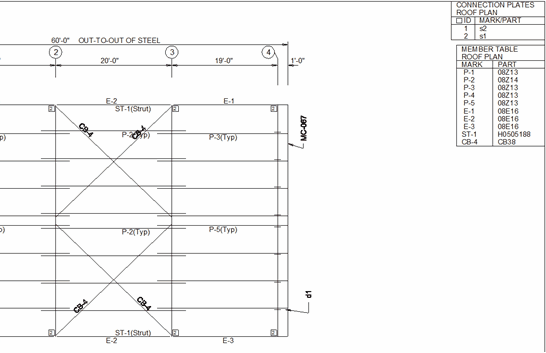 CONNECTION PLATES
ROOF PLAN
ID MARK/PART
1 s2
2 s1
MEMBER TABLE
ROOF PLAN
MARK PART
P-1 08Z13
P-2 08Z14
P-3 08Z13
P-4 08Z13
P-5 08Z13
E-1 08E16
E-2 08E16
E-3 08E16
ST-1 H0505188
CB-4 CB38
60'-0" OUT-TO-OUT OF STEEL
2 3 4
20'-0" 19'-0" 1'-0"
E-2 E-1
ST-1(Strut)
CB-4 CB-4
MC-067
P-2(Typ) P-3(Typ)
P-2(Typ) P-5(Typ)
d1
CB-4 CB-4
ST-1(Strut)
E-2 E-3